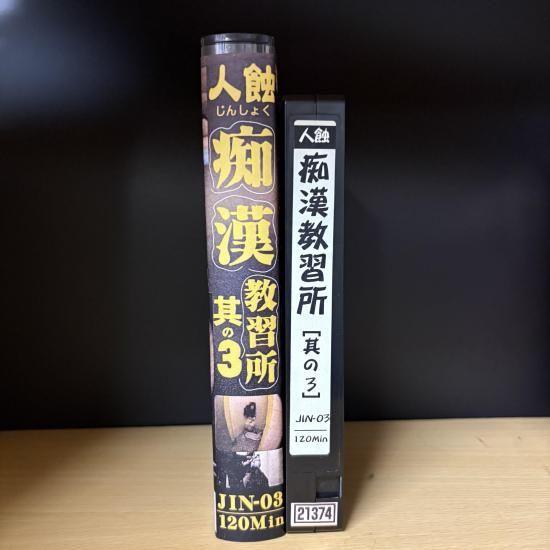 人蝕
じんしょく
痴漢
教習所
其の3
JIN-03
120Min
人蝕
痴漢教習所
[其の3]
JIN-03
120Min
21374